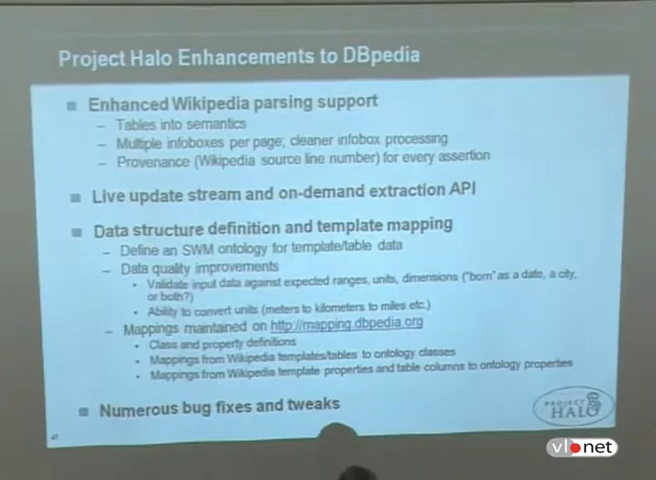 Project Halo Enhancements to DBpedia
Enhanced Wikipedia parsing support
– Tables into semantics
– Multiple infoboxes per page; cleaner infobox processing
– Provenance (Wikipedia source line number) for every assertion
Live update stream and on-demand extraction API
Data structure definition and template mapping
– Define an SWM ontology for template/table data
– Data quality improvements
• Validate input data against expected ranges, units, dimensions ("born" as a date, a city,
or both?)
• Ability to convert units (meters to kilometers to miles etc.)
– Mappings maintained on http://mapping.dbpedia.org
• Class and property definitions
• Mappings from Wikipedia templates/tables to ontology classes
• Mappings from Wikipedia template properties and table columns to ontology properties
Numerous bug fixes and tweaks
PROJECT
HALO
vl net